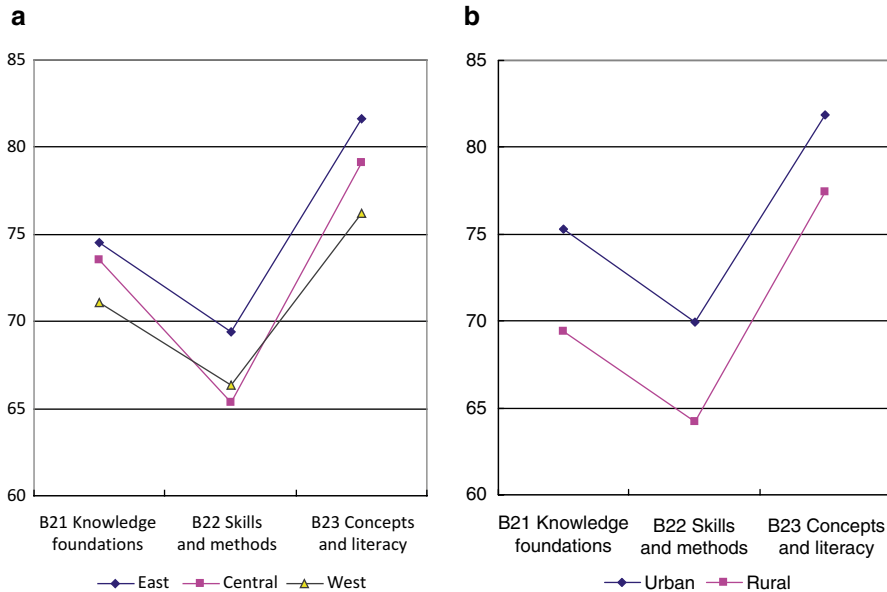 a
85
80
75
70
65
60
B21 Knowledge foundations
B22 Skills and methods
B23 Concepts and literacy
East
Central
West
b
85
80
75
70
65
60
B21 Knowledge foundations
B22 Skills and methods
B23 Concepts and literacy
Urban
Rural